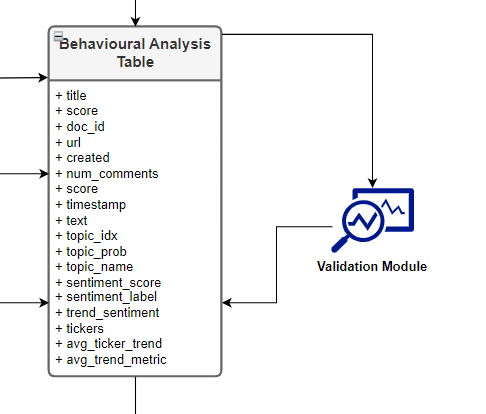 Behavioural Analysis
Table
+ title
+ score
+ doc_id
+ url
+ created
+ num_comments
+ score
+ timestamp
+ text
+ topic_idx
+ topic_prob
+ topic_name
+ sentiment_score
+ sentiment_label
+ trend_sentiment
+ tickers
+ avg_ticker_trend
+ avg_trend_metric
Validation Module